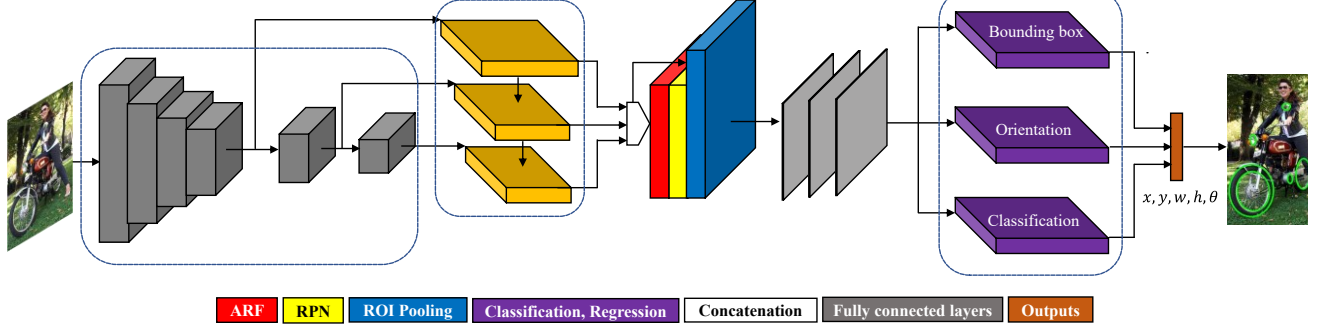 Bounding box
Orientation
Classification
x, y, w, h, θ
ARF
RPN
ROI Pooling
Classification, Regression
Concatenation
Fully connected layers
Outputs